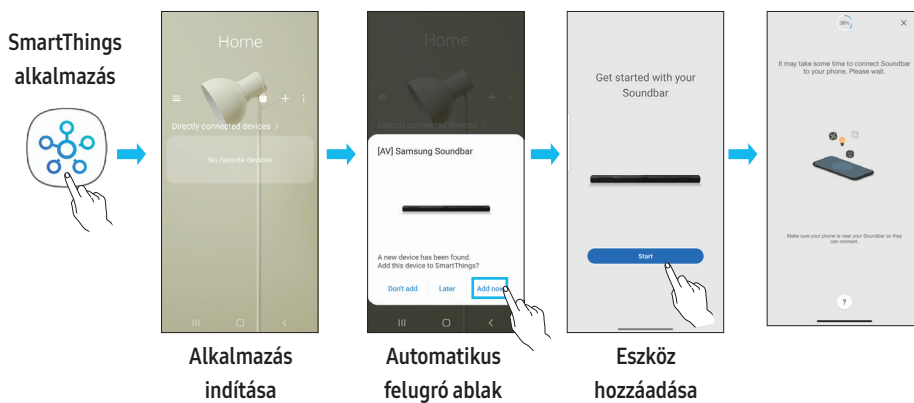 SmartThings
alkalmazás
Home
Directly connected devices >
No favorite devices
Alkalmazás
indítása
Home
Directly connected devices >
[AV] Samsung Soundbar
A new device has been found.
Add this device to SmartThings?
Don't add
Later
Add now
Automatikus
felugró ablak
Get started with your
Soundbar
Start
Eszköz
hozzáadása
38%
It may take some time to connect Soundbar
to your phone. Please wait.
Make sure your phone is near your Soundbar so they
can connect.
?